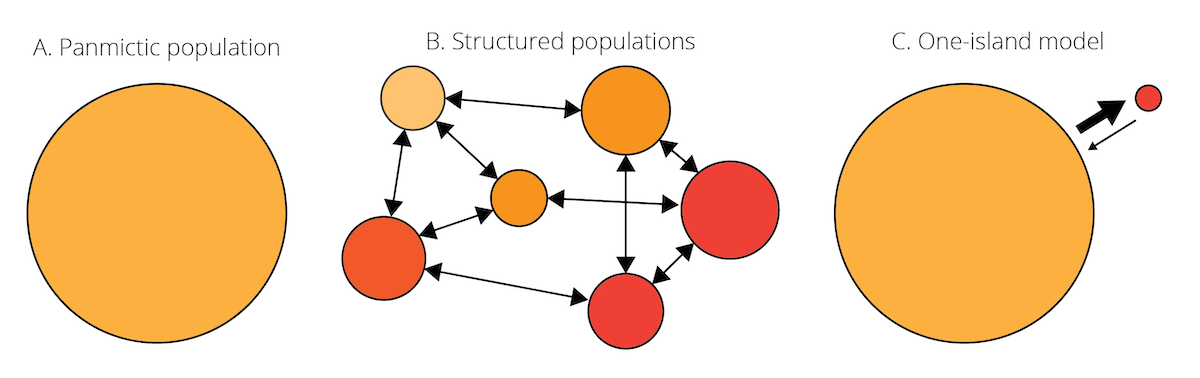 A. Panmictic population
B. Structured populations
C. One-island model